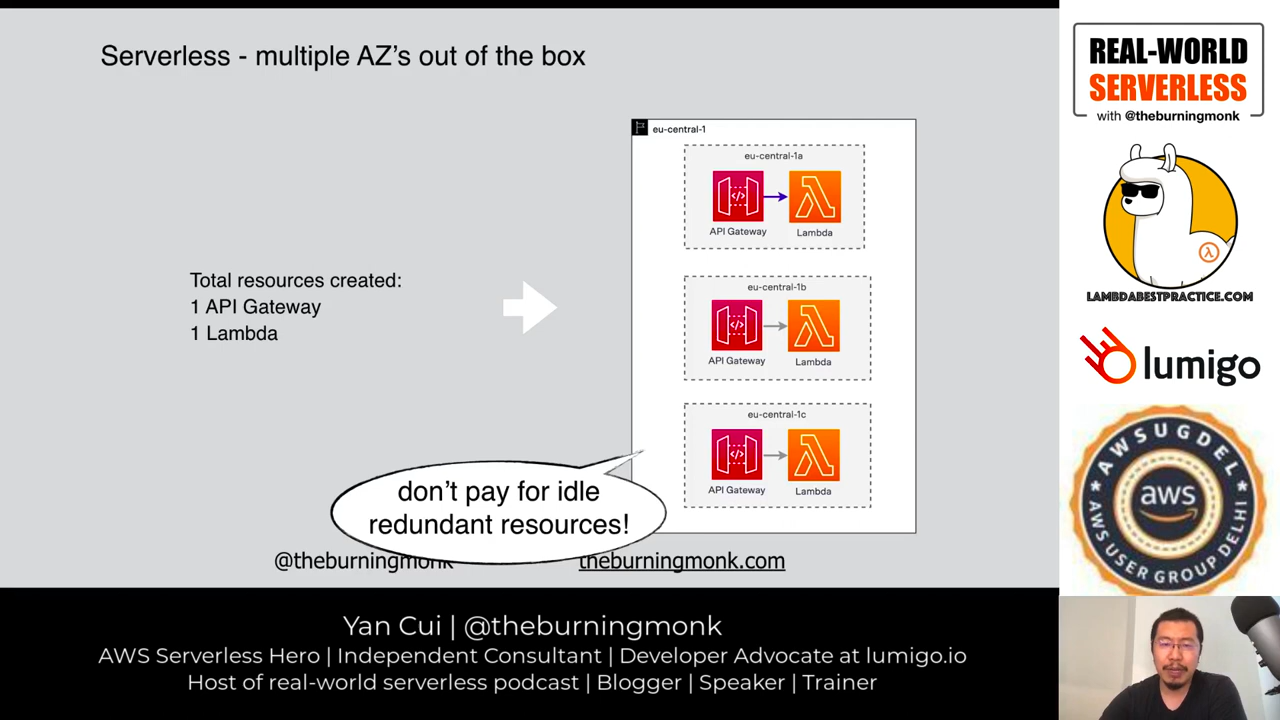 Serverless - multiple AZ's out of the box
Total resources created:
1 API Gateway
1 Lambda
eu-central-1
eu-central-1a
API Gateway
Lambda
eu-central-1b
API Gateway
Lambda
eu-central-1c
API Gateway
Lambda
don't pay for idle
redundant resources!
@theburningmonk
theburningmonk.com
Yan Cui | @theburningmonk
AWS Serverless Hero | Independent Consultant | Developer Advocate at lumigo.io
Host of real-world serverless podcast | Blogger | Speaker | Trainer
REAL-WORLD
SERVERLESS
with @theburningmonk
λ
LAMBDABESTPRACTICE.COM
lumigo
AWSUGDEL
aws
AWS USER GROUP DELHI